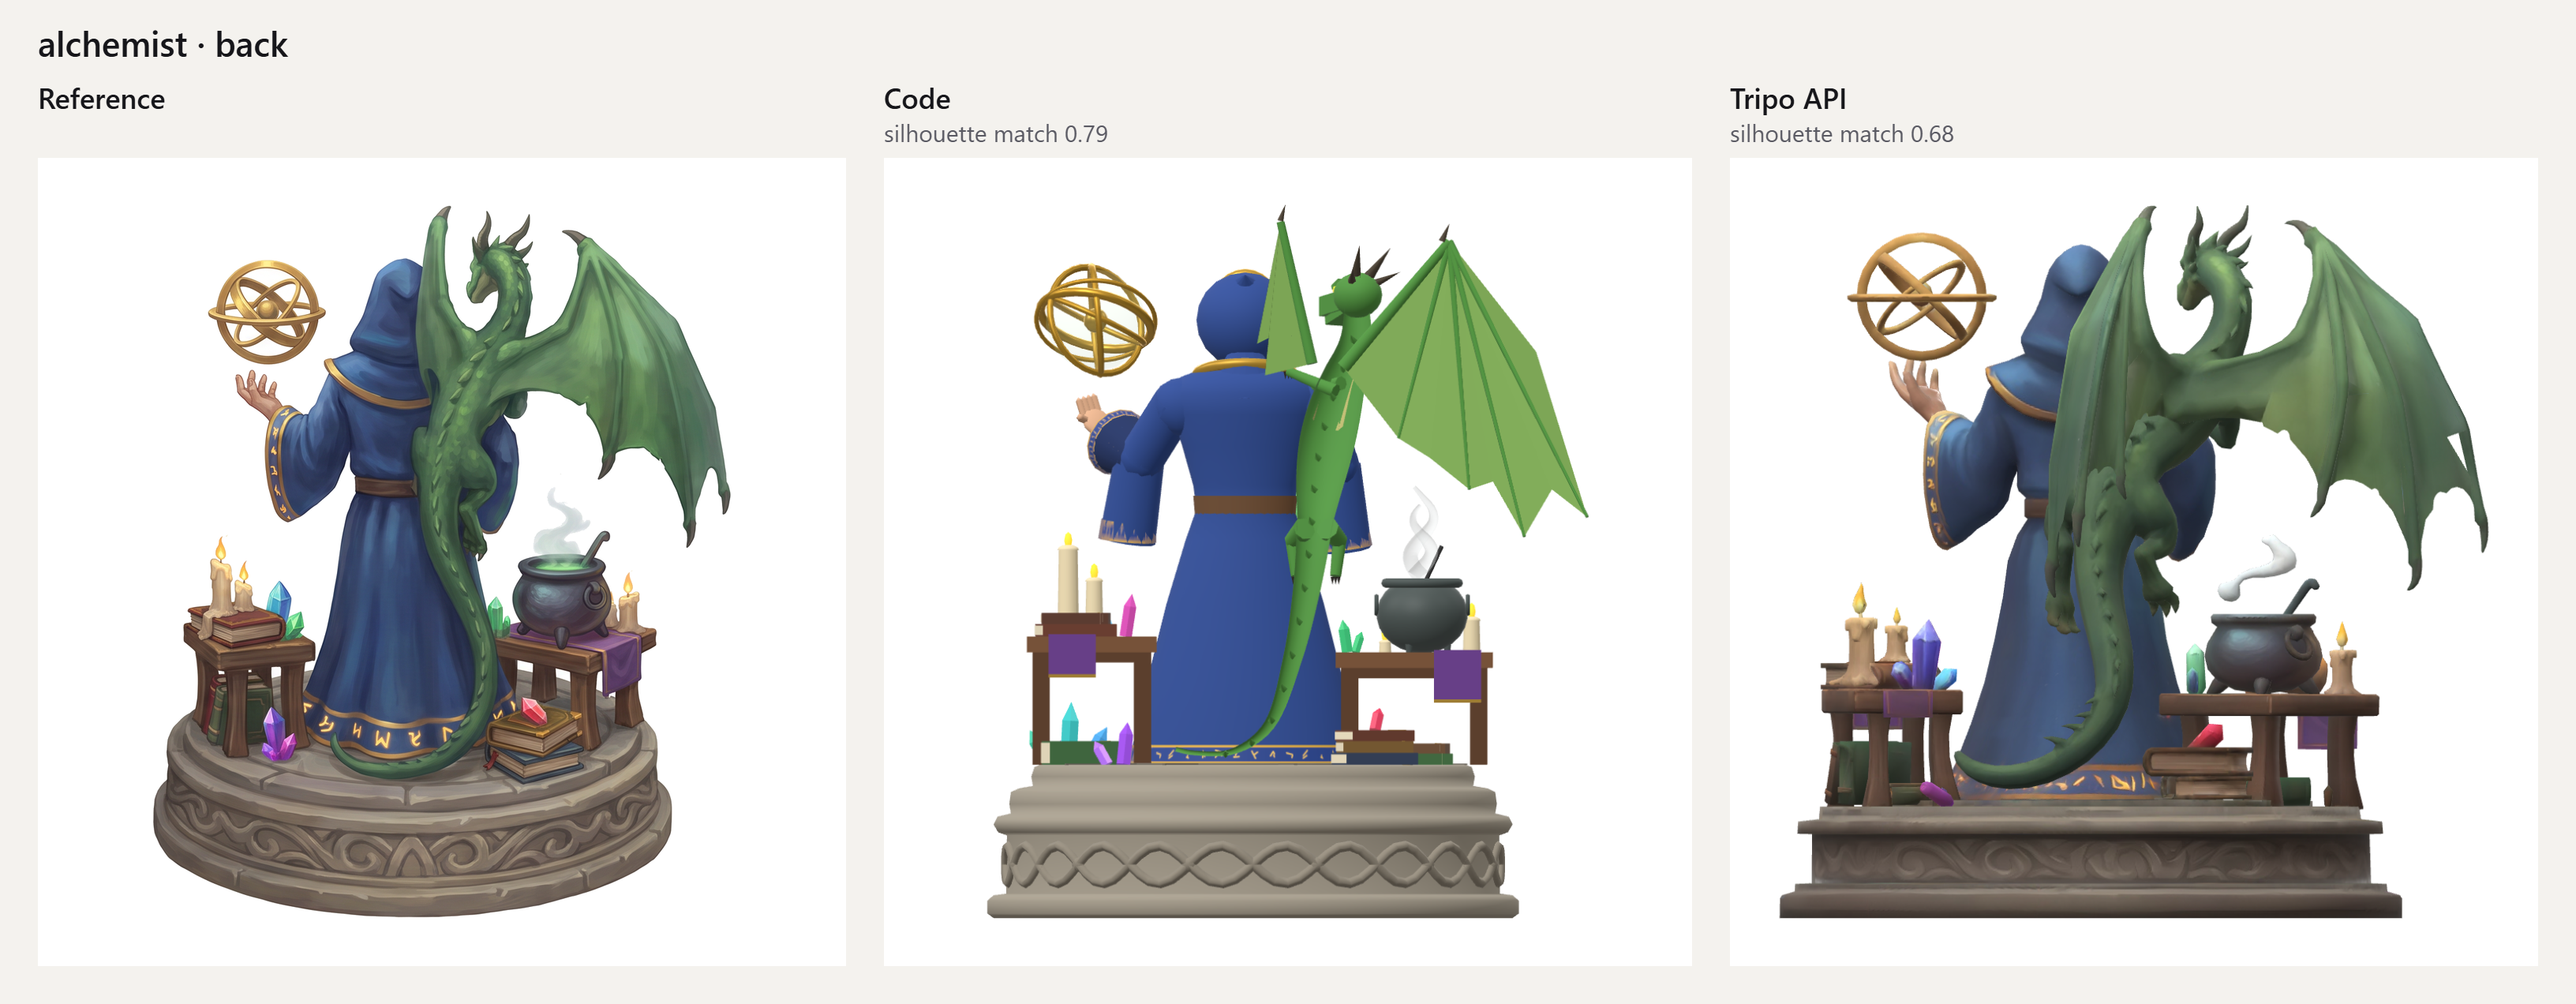 alchemist · back
Reference
Code
silhouette match 0.79
Tripo API
silhouette match 0.68